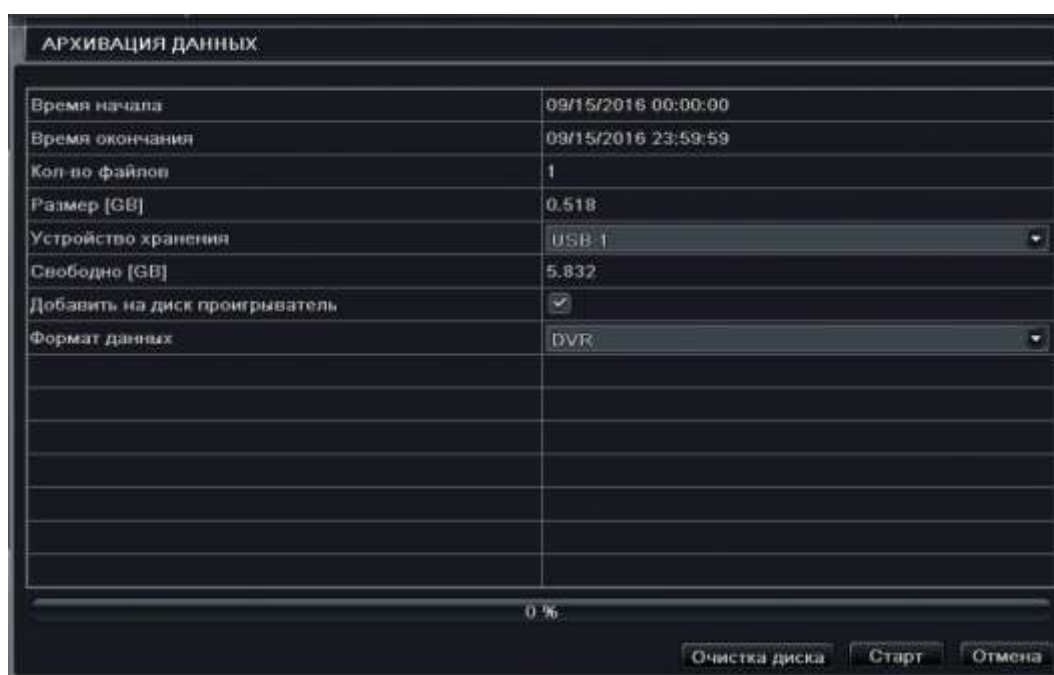 АРХИВАЦИЯ ДАННЫХ
Время начала 09/15/2016 00:00:00
Время окончания 09/15/2016 23:59:59
Кол-во файлов 1
Размер [GB] 0.518
Устройство хранения USB 1
Свободно [GB] 5.832
Добавить на диск проигрыватель
Формат данных DVR
0 %
Очистка диска Старт Отмена